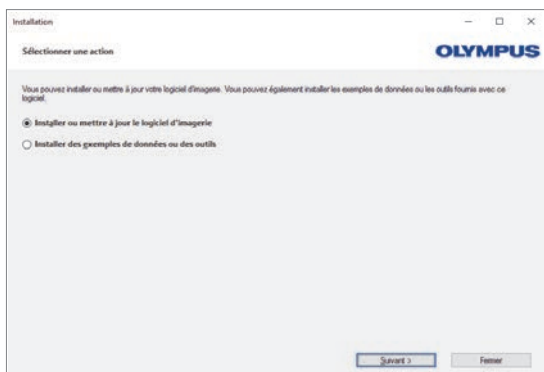 Installation
Sélectionner une action
OLYMPUS
Vous pouvez installer ou mettre à jour votre logiciel d'imagerie. Vous pouvez également installer les exemples de données ou les outils fournis avec ce
logiciel.
Installer ou mettre à jour le logiciel d'imagerie
Installer des exemples de données ou des outils
Suivant >
Fermer